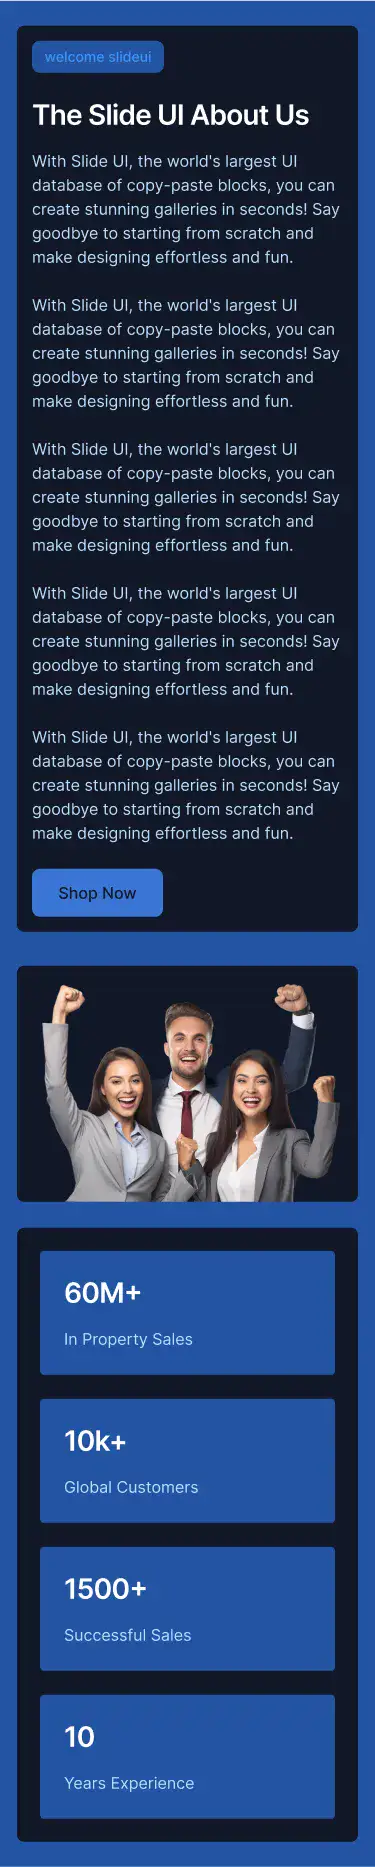 welcome slideui
The Slide UI About Us
With Slide UI, the world's largest UI
database of copy-paste blocks, you can
create stunning galleries in seconds! Say
goodbye to starting from scratch and
make designing effortless and fun.
With Slide UI, the world's largest UI
database of copy-paste blocks, you can
create stunning galleries in seconds! Say
goodbye to starting from scratch and
make designing effortless and fun.
With Slide UI, the world's largest UI
database of copy-paste blocks, you can
create stunning galleries in seconds! Say
goodbye to starting from scratch and
make designing effortless and fun.
With Slide UI, the world's largest UI
database of copy-paste blocks, you can
create stunning galleries in seconds! Say
goodbye to starting from scratch and
make designing effortless and fun.
With Slide UI, the world's largest UI
database of copy-paste blocks, you can
create stunning galleries in seconds! Say
goodbye to starting from scratch and
make designing effortless and fun.
Shop Now
60M+
In Property Sales
10k+
Global Customers
1500+
Successful Sales
10
Years Experience